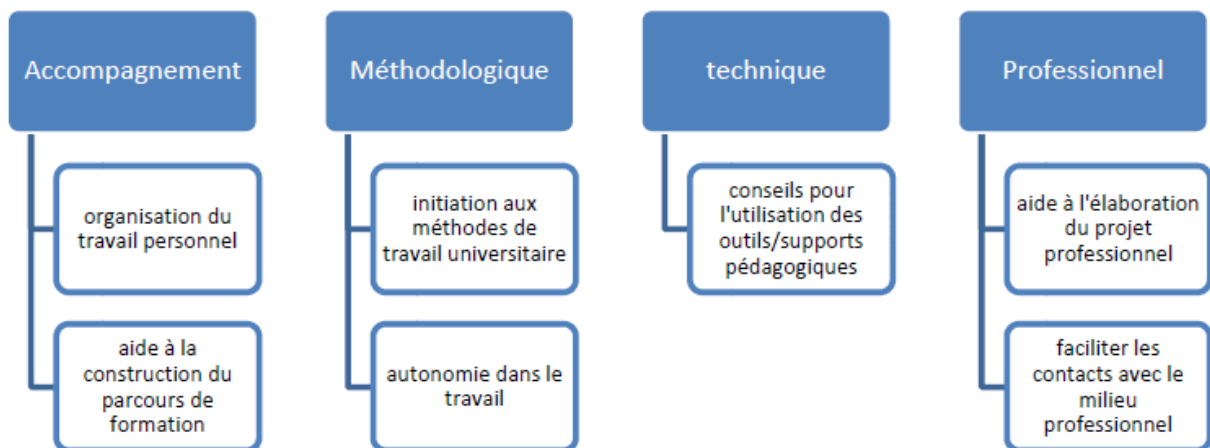 Accompagnement
organisation du
travail personnel
aide à la
construction du
parcours de
formation
Méthodologique
initiation aux
méthodes de
travail universitaire
autonomie dans le
travail
technique
conseils pour
l'utilisation des
outils/supports
pédagogiques
Professionnel
aide à l'élaboration
du projet
professionnel
faciliter les
contacts avec le
milieu
professionnel